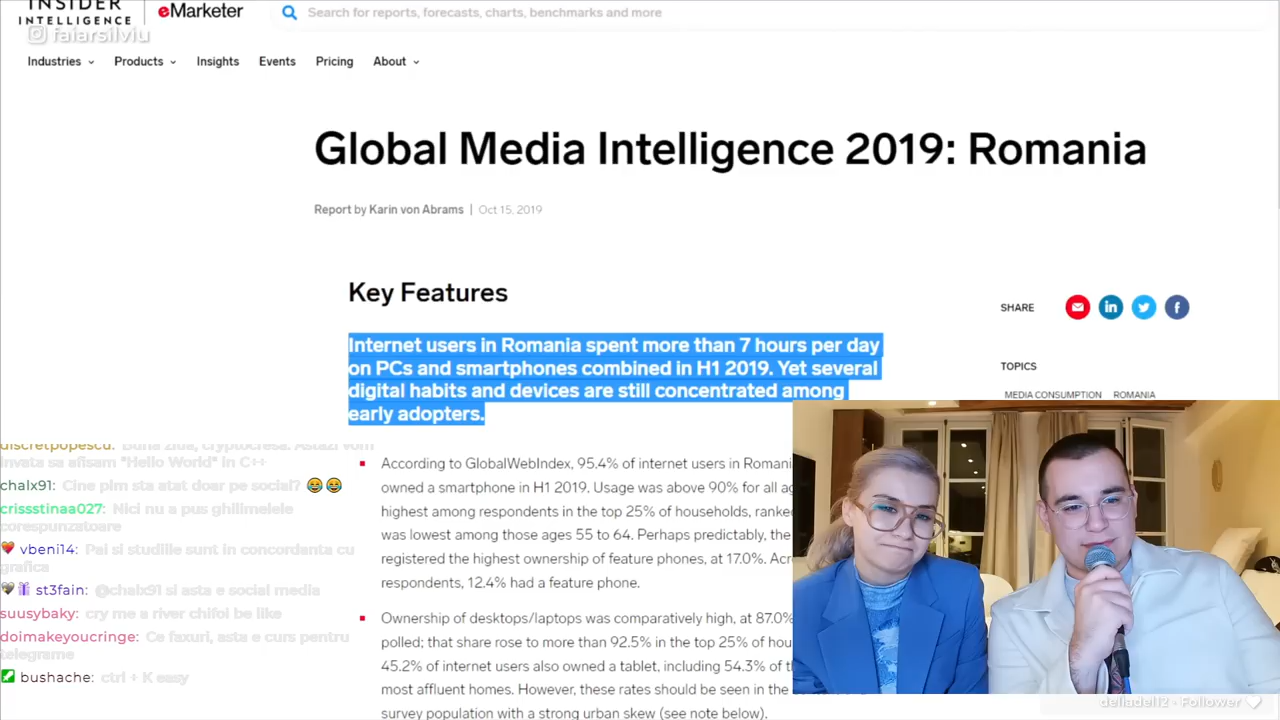 INSIDER
INTELLIGENCE
eMarketer
Search for reports, forecasts, charts, benchmarks and more
faiarsilviu
Industries
Products
Insights
Events
Pricing
About
Global Media Intelligence 2019: Romania
Report by Karin von Abrams | Oct 15, 2019
Key Features
SHARE
Internet users in Romania spent more than 7 hours per day
on PCs and smartphones combined in H1 2019. Yet several
digital habits and devices are still concentrated among
early adopters.
TOPICS
MEDIA CONSUMPTION ROMANIA
According to GlobalWebIndex, 95.4% of internet users in Romani
owned a smartphone in H1 2019. Usage was above 90% for all ag
highest among respondents in the top 25% of households, ranked
was lowest among those ages 55 to 64. Perhaps predictably, the
registered the highest ownership of feature phones, at 17.0%. Acr
respondents, 12.4% had a feature phone.
Ownership of desktops/laptops was comparatively high, at 87.0%
polled; that share rose to more than 92.5% in the top 25% of hou
45.2% of internet users also owned a tablet, including 54.3% of t
most affluent homes. However, these rates should be seen in the
survey population with a strong urban skew (see note below).
discretpopescu: Buna ziua, cryptocresa. Astazi vom
invata sa afisam "Hello World" in C++
chalx91: Cine plm sta atat doar pe social? 😂😂
crissstinaa027: Nici nu a pus ghilimelele
corespunzatoare
vbeni14: Pai si studiile sunt in concordanta cu
grafica
st3fain: @chalx91 si asta e social media
suusybaky: cry me a river chifoi be like
doimakeyoucringe: Ce faxuri, asta e curs pentru
telegrame
bushache: ctrl + K easy
deliadel12 · Follower